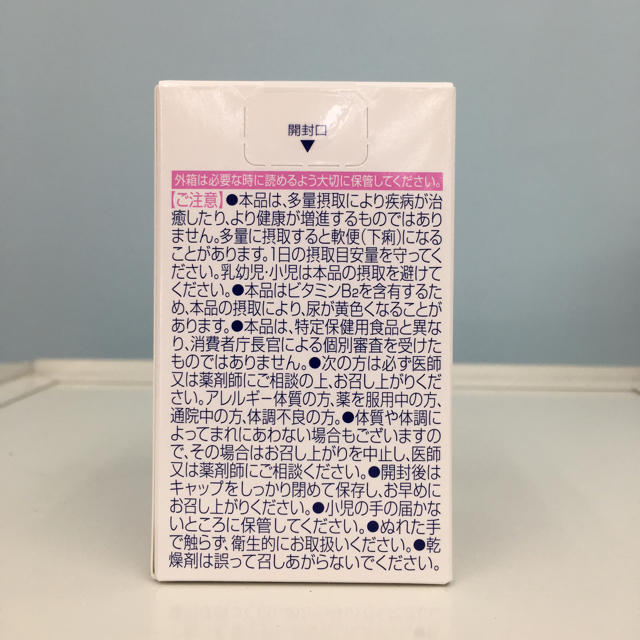 開封口
▼
外箱は必要な時に読めるよう大切に保管してください。
【ご注意】●本品は、多量摂取により疾病が治
癒したり、より健康が増進するものではあり
ません。多量に摂取すると軟便(下痢)になる
ことがあります。1日の摂取目安量を守ってく
ださい。乳幼児・小児は本品の摂取を避けて
ください。●本品はビタミンB₂を含有するた
め、本品の摂取により、尿が黄色くなることが
あります。●本品は、特定保健用食品と異な
り、消費者庁長官による個別審査を受けた
ものではありません。●次の方は必ず医師
又は薬剤師にご相談の上、お召し上がりくだ
さい。アレルギー体質の方、薬を服用中の方、
通院中の方、体調不良の方。●体質や体調に
よってまれにあわない場合もございますの
で、その場合はお召し上がりを中止し、医師
又は薬剤師にご相談ください。●開封後は
キャップをしっかり閉めて保存し、お早めに
お召し上がりください。●小児の手の届かな
いところに保管してください。●ぬれた手
で触らず、衛生的にお取扱いください。●乾
燥剤は誤って召しあがらないでください。